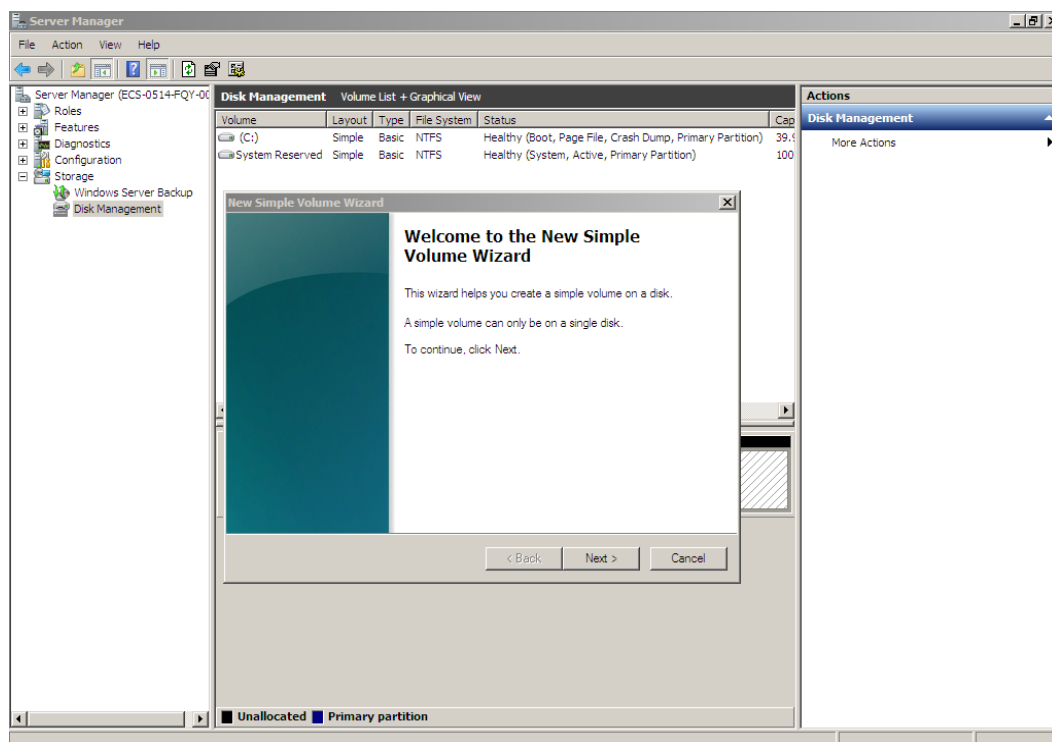 Server Manager
File Action View Help
Server Manager (ECS-0514-FQY-00
Roles
Features
Diagnostics
Configuration
Storage
Windows Server Backup
Disk Management
Disk Management Volume List + Graphical View
Volume Layout Type File System Status Cap
(C:) Simple Basic NTFS Healthy (Boot, Page File, Crash Dump, Primary Partition) 39.9
System Reserved Simple Basic NTFS Healthy (System, Active, Primary Partition) 100
New Simple Volume Wizard
Welcome to the New Simple
Volume Wizard
This wizard helps you create a simple volume on a disk.
A simple volume can only be on a single disk.
To continue, click Next.
< Back Next > Cancel
Unallocated Primary partition
Actions
Disk Management
More Actions